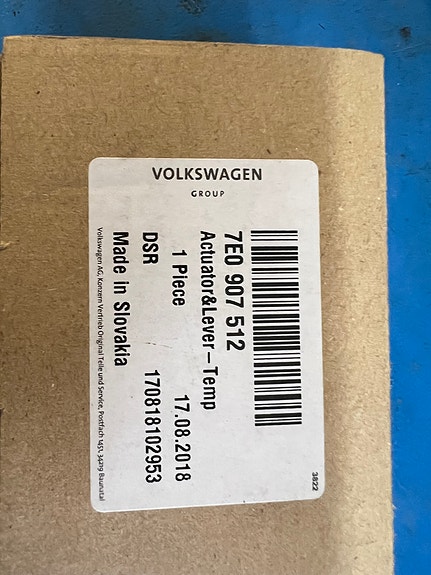 VOLKSWAGEN
GROUP
7E0 907 512
Actuator&Lever–Temp
1 Piece 17.08.2018
DSR 170818102953
Made in Slovakia
Volkswagen AG, Konzern Vertrieb Original Teile und Service, Postfach 1451, 34219 Baunatal
3822